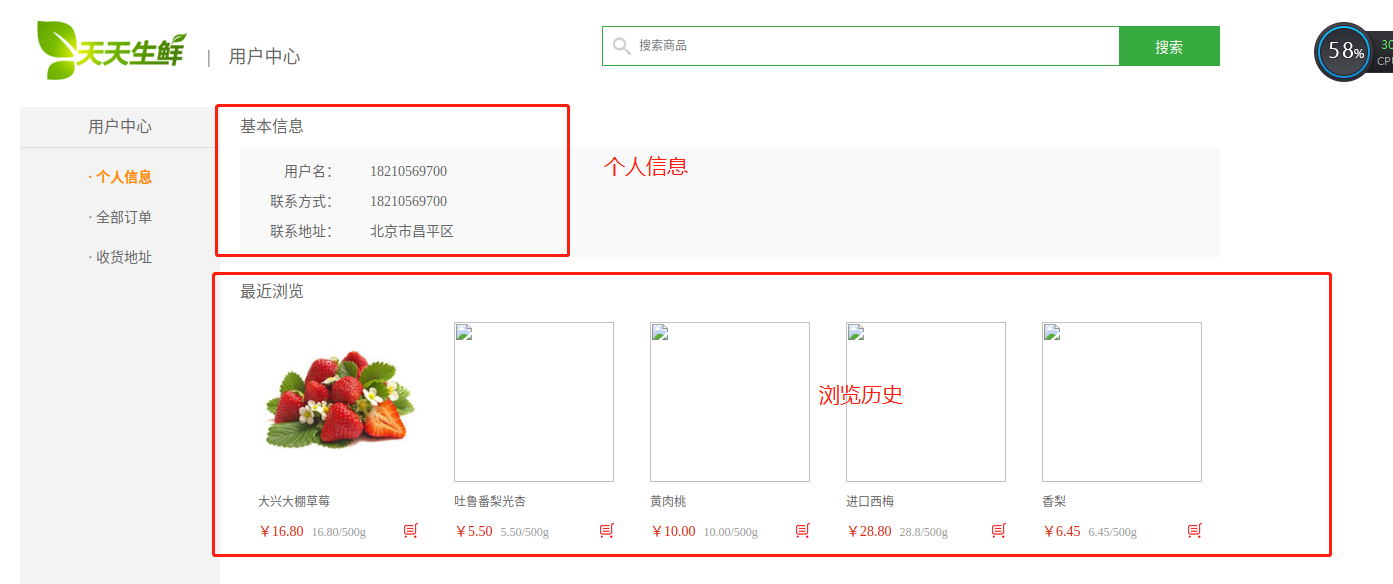 天天生鲜 | 用户中心
搜索商品
搜索
58%
CPU
用户中心
· 个人信息
· 全部订单
· 收货地址
基本信息
用户名： 18210569700
联系方式： 18210569700
联系地址： 北京市昌平区
个人信息
最近浏览
浏览历史
大兴大棚草莓
￥16.80 16.80/500g
吐鲁番梨光杏
￥5.50 5.50/500g
黄肉桃
￥10.00 10.00/500g
进口西梅
￥28.80 28.8/500g
香梨
￥6.45 6.45/500g